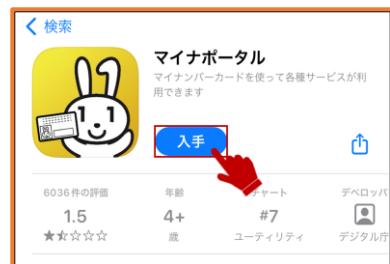 検索
マイナポータル
マイナンバーカードを使って各種サービスが利
用できます
入手
6036件の評価
年齢
チャート
デベロッパ
1.5
4+
#7
歳
ユーティリティ
デジタル庁